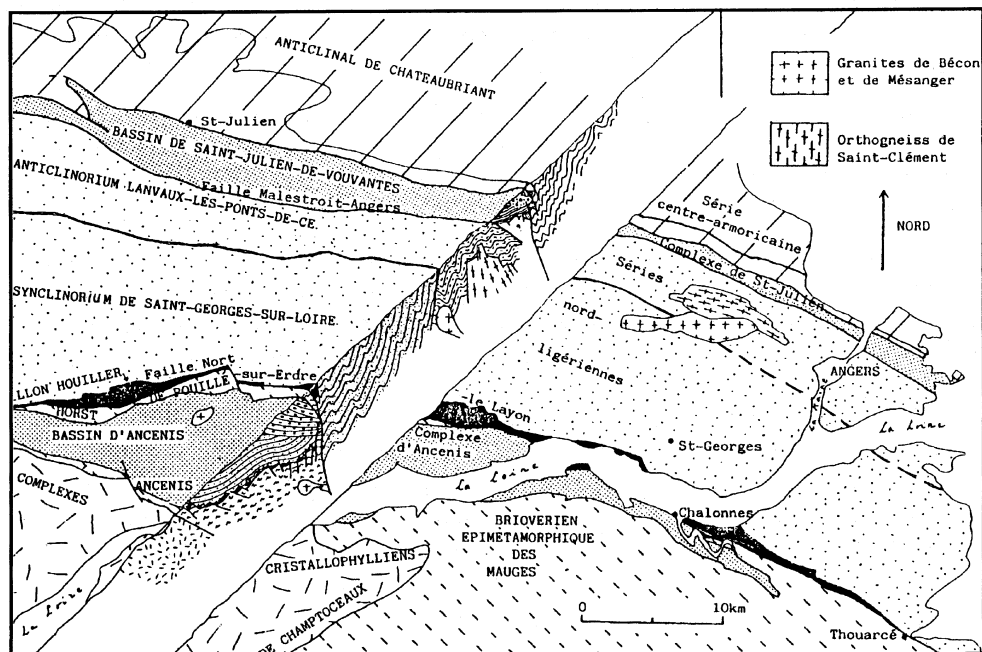 ANTICLINAL DE CHATEAUBRIANT
Granites de Bécon
et de Mésanger
Orthogneiss de
Saint-Clément
NORD
St-Julien
BASSIN DE SAINT-JULIEN-DE-VOUVANTES
Faille Malestroit-Angers
ANTICLINORIUM LANVAUX-LES-PONTS-DE-CE
Série
centre-armoricaine
Complexe de St-Julien
Séries
nord-
ligériennes
SYNCLINORIUM DE SAINT-GEORGES-SUR-LOIRE
ANGERS
La Loire
Faille Nort
-sur-Erdre
ILLON HOUILLER
HORST
DE POUILLE
BASSIN D'ANCENIS
ANCENIS
-le Layon
Complexe
d'Ancenis
St-Georges
La Loire
Chalonnes
COMPLEXES
CRISTALLOPHYLLIENS
DE CHAMPTOCEAUX
BRIOVERIEN
EPIMETAMORPHIQUE
DES
MAUGES
La Loire
0 10km
Thouarcé